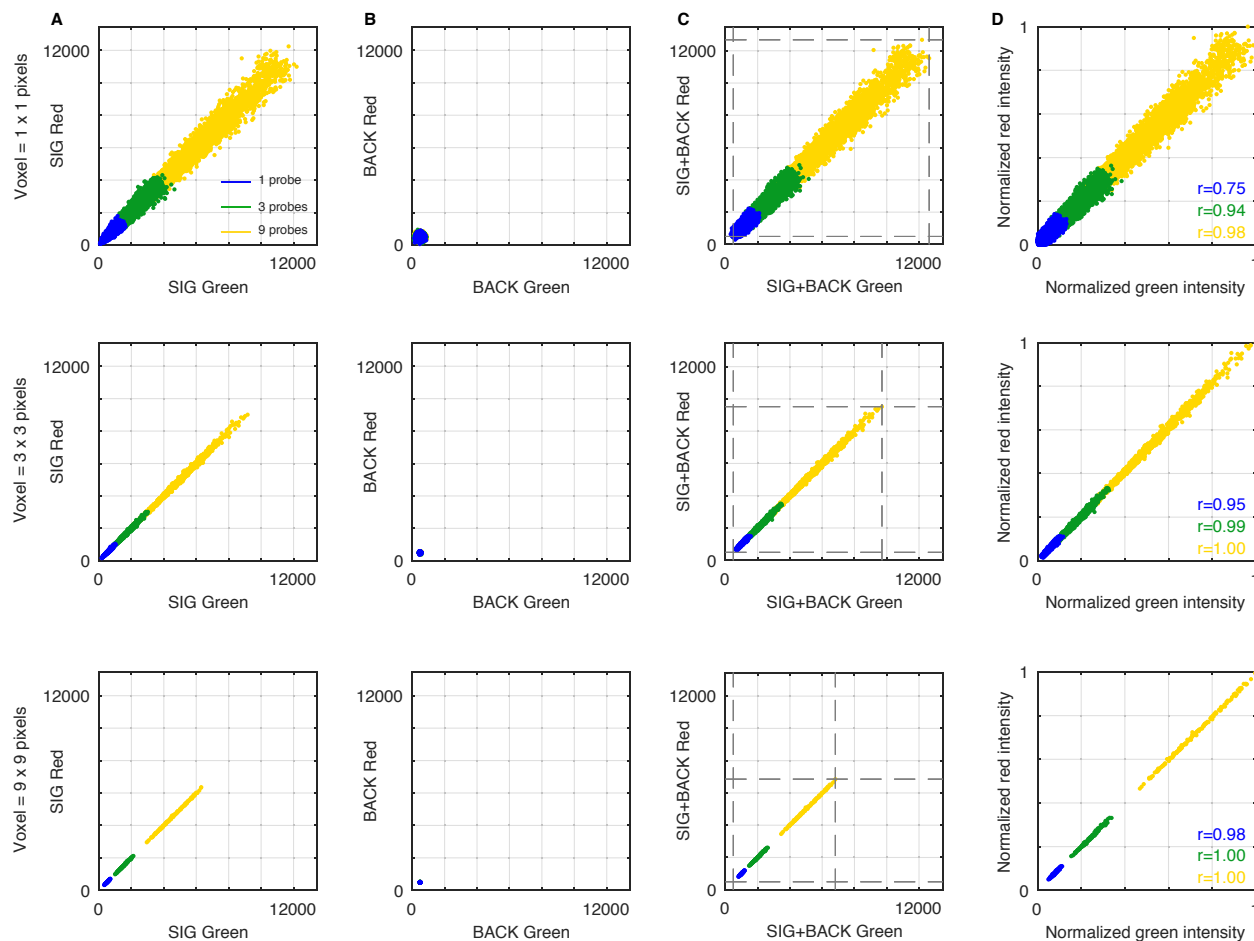 A
B
C
D
Voxel = 1 x 1 pixels
SIG Red
12000
0
0
12000
SIG Green
1 probe
3 probes
9 probes
BACK Red
12000
0
0
12000
BACK Green
SIG+BACK Red
12000
0
0
12000
SIG+BACK Green
Normalized red intensity
1
0
0
1
Normalized green intensity
r=0.75
r=0.94
r=0.98
Voxel = 3 x 3 pixels
SIG Red
12000
0
0
12000
SIG Green
BACK Red
12000
0
0
12000
BACK Green
SIG+BACK Red
12000
0
0
12000
SIG+BACK Green
Normalized red intensity
1
0
0
1
Normalized green intensity
r=0.95
r=0.99
r=1.00
Voxel = 9 x 9 pixels
SIG Red
12000
0
0
12000
SIG Green
BACK Red
12000
0
0
12000
BACK Green
SIG+BACK Red
12000
0
0
12000
SIG+BACK Green
Normalized red intensity
1
0
0
1
Normalized green intensity
r=0.98
r=1.00
r=1.00